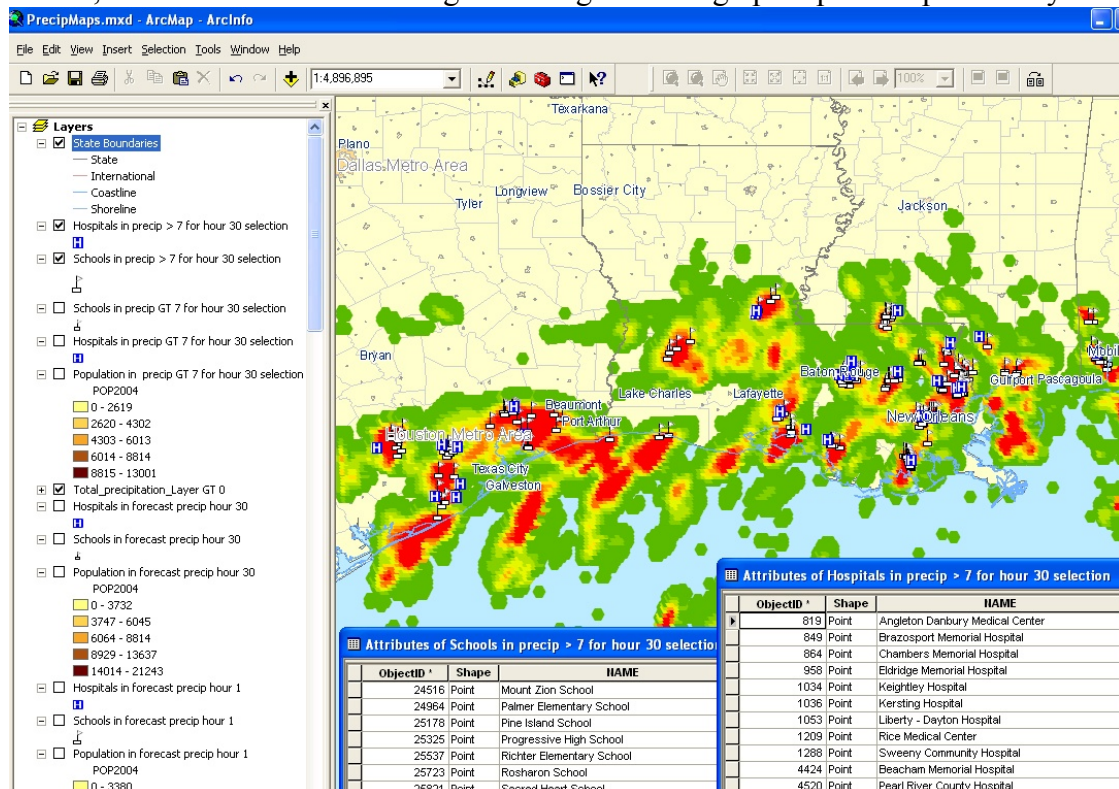 PrecipMaps.mxd - ArcMap - ArcInfo
File Edit View Insert Selection Tools Window Help
1:4,896,895
100%
Layers
State Boundaries
State
International
Coastline
Shoreline
Hospitals in precip > 7 for hour 30 selection
H
Schools in precip > 7 for hour 30 selection
Schools in precip GT 7 for hour 30 selection
Hospitals in precip GT 7 for hour 30 selection
H
Population in precip GT 7 for hour 30 selection
POP2004
0 - 2619
2620 - 4302
4303 - 6013
6014 - 8814
8815 - 13001
Total_precipitation_Layer GT 0
Hospitals in forecast precip hour 30
H
Schools in forecast precip hour 30
Population in forecast precip hour 30
POP2004
0 - 3732
3747 - 6045
6064 - 8814
8929 - 13637
14014 - 21243
Hospitals in forecast precip hour 1
H
Schools in forecast precip hour 1
Population in forecast precip hour 1
POP2004
0 - 3380
Texarkana
Plano
Dallas Metro Area
Longview
Bossier City
Tyler
Jackson
Bryan
Baton Rouge
Mobil
Lake Charles
Lafayette
Gulfport Pascagoula
Beaumont
Port Arthur
New Orleans
Houston Metro Area
Texas City
Galveston
Attributes of Schools in precip > 7 for hour 30 selectio
ObjectID * Shape NAME
24516 Point Mount Zion School
24964 Point Palmer Elementary School
25178 Point Pine Island School
25325 Point Progressive High School
25537 Point Richter Elementary School
25723 Point Rosharon School
25821 Point Sacred Heart School
Attributes of Hospitals in precip > 7 for hour 30 selection
ObjectID * Shape NAME
819 Point Angleton Danbury Medical Center
849 Point Brazosport Memorial Hospital
864 Point Chambers Memorial Hospital
958 Point Eldridge Memorial Hospital
1034 Point Keightley Hospital
1036 Point Kersting Hospital
1053 Point Liberty - Dayton Hospital
1209 Point Rice Medical Center
1288 Point Sweeny Community Hospital
4424 Point Beacham Memorial Hospital
4520 Point Pearl River County Hospital